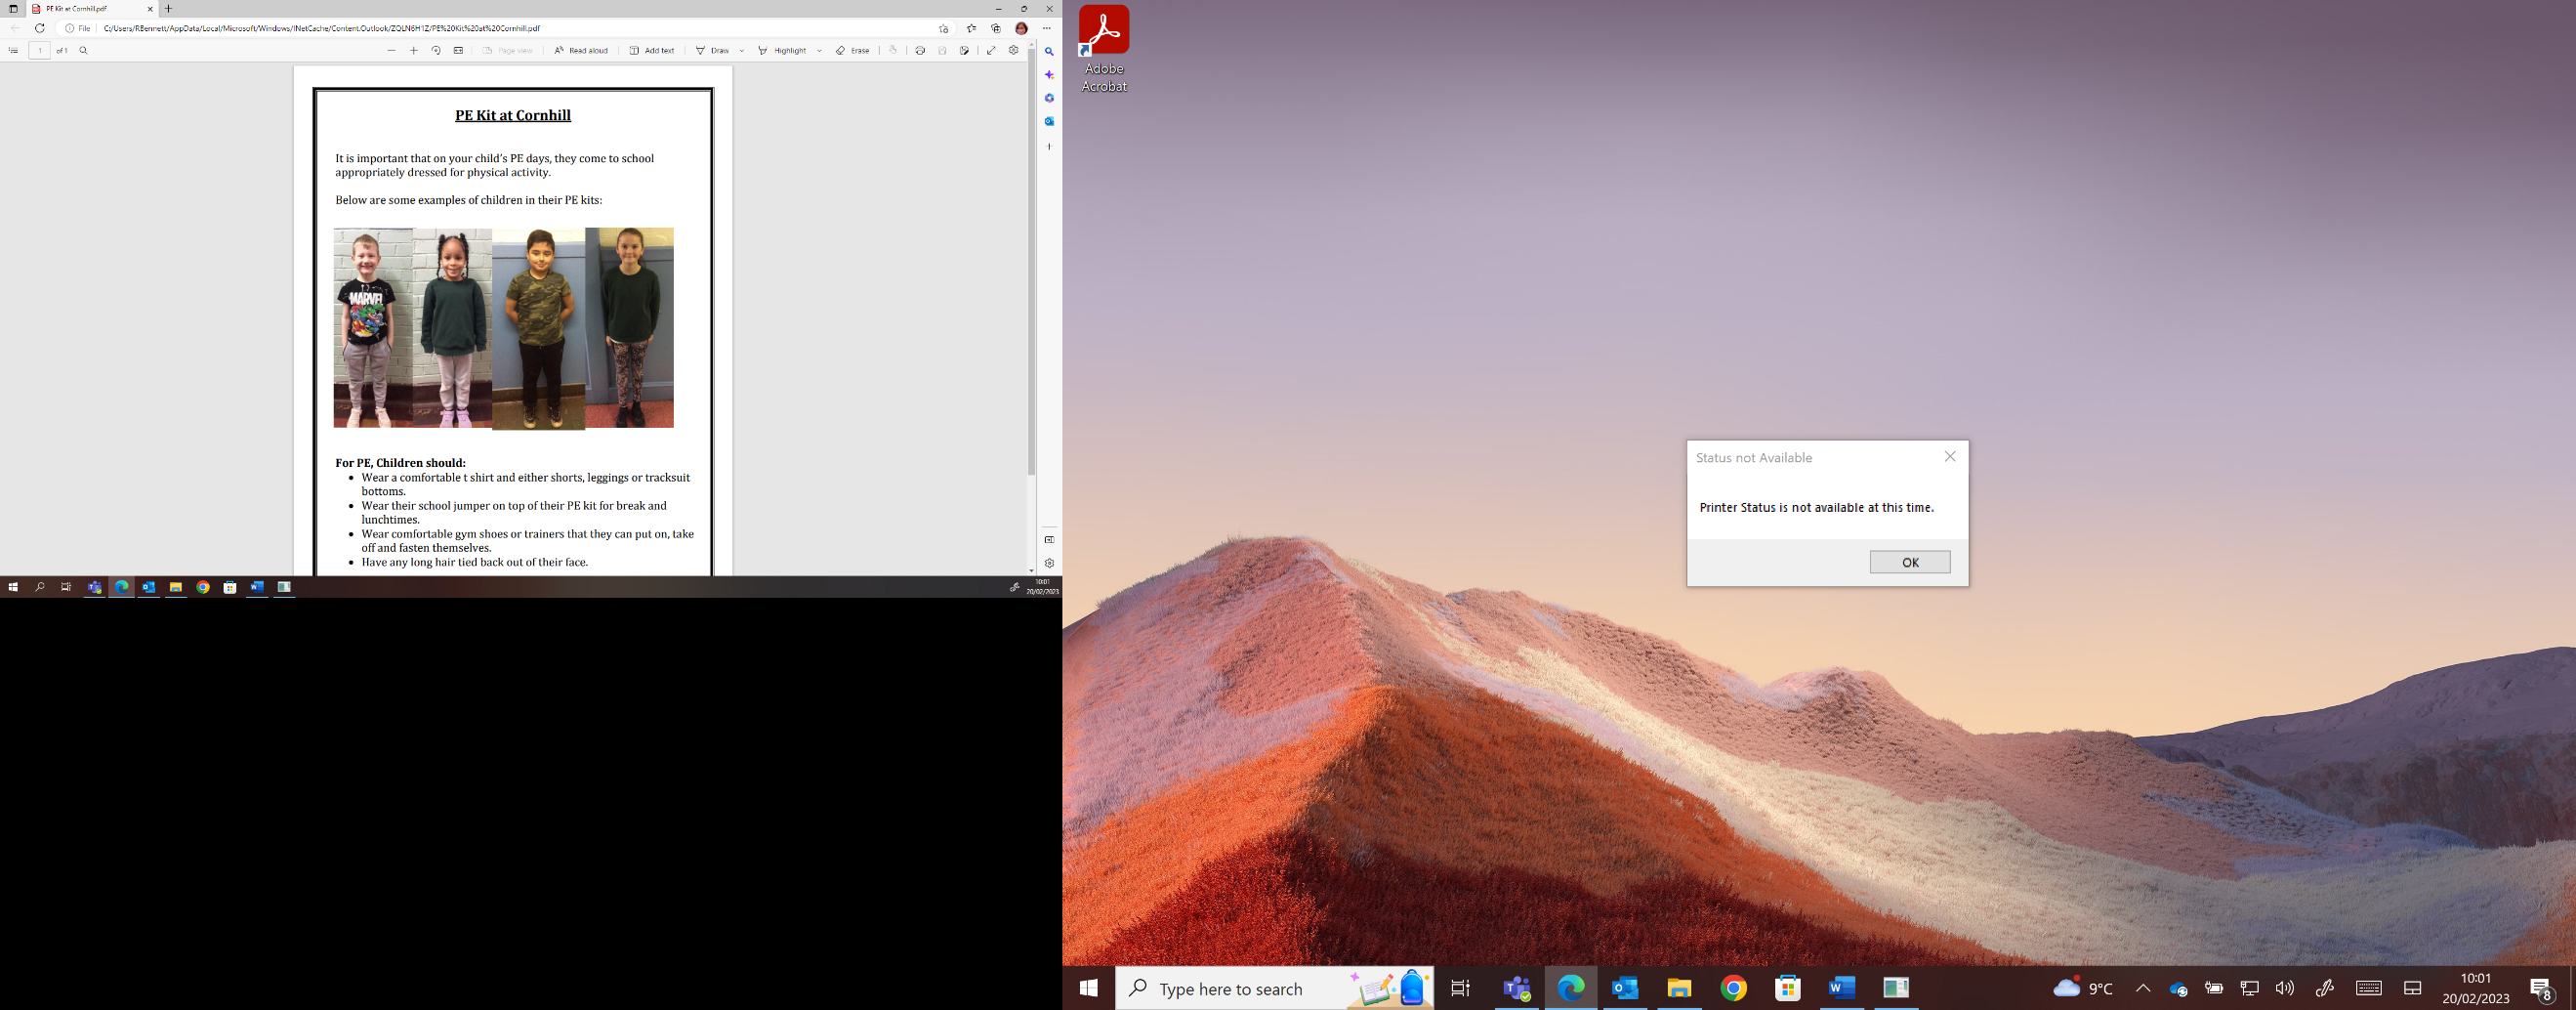 PE Kit at Cornhill.pdf
File
C:/Users/RBennett/AppData/Local/Microsoft/Windows/INetCache/Content.Outlook/ZQLN6H1Z/PE%20Kit%20at%20Cornhill.pdf
1 of 1
Page view
Read aloud
Add text
Draw
Highlight
Erase
PE Kit at Cornhill
It is important that on your child's PE days, they come to school
appropriately dressed for physical activity.
Below are some examples of children in their PE kits:
MARVEL
For PE, Children should:
• Wear a comfortable t shirt and either shorts, leggings or tracksuit
bottoms.
• Wear their school jumper on top of their PE kit for break and
lunchtimes.
• Wear comfortable gym shoes or trainers that they can put on, take
off and fasten themselves.
• Have any long hair tied back out of their face.
10:01
20/02/2023
Adobe
Acrobat
Status not Available
Printer Status is not available at this time.
OK
Type here to search
9°C
10:01
20/02/2023
8